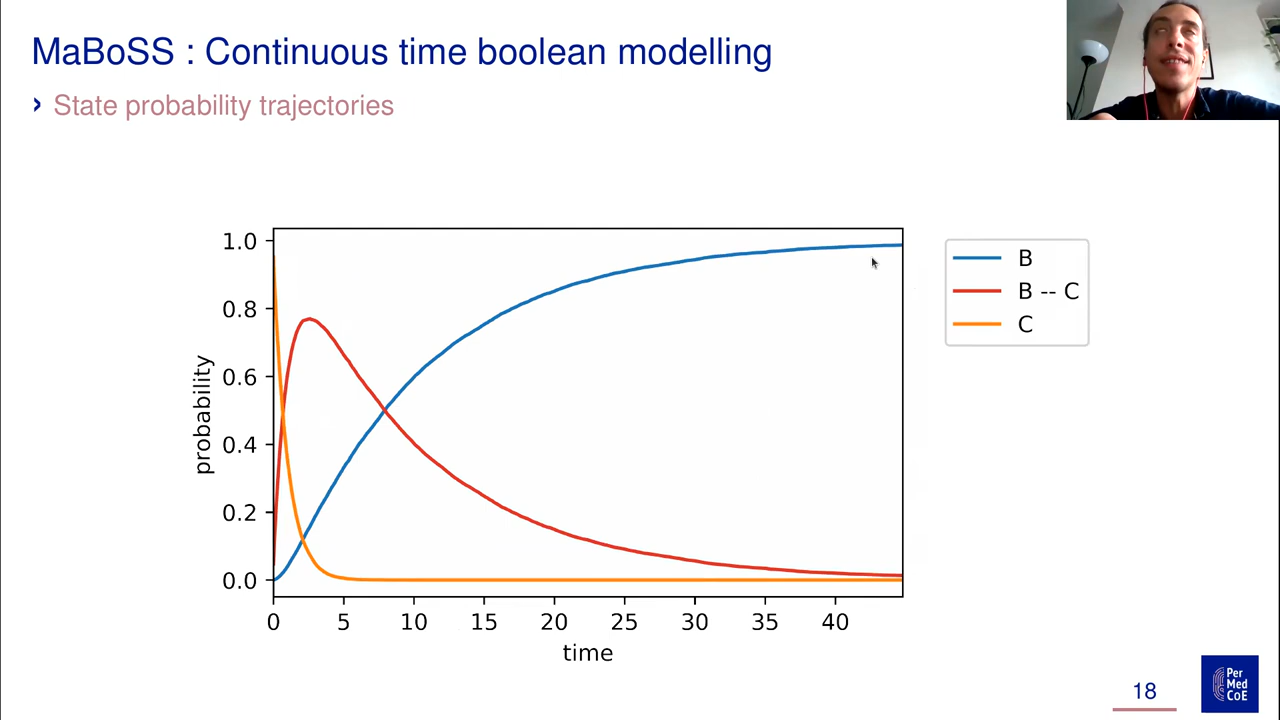 MaBoSS : Continuous time boolean modelling
› State probability trajectories
1.0
0.8
0.6
0.4
0.2
0.0
probability
0 5 10 15 20 25 30 35 40
time
B
B -- C
C
18
Per
Med
CoE